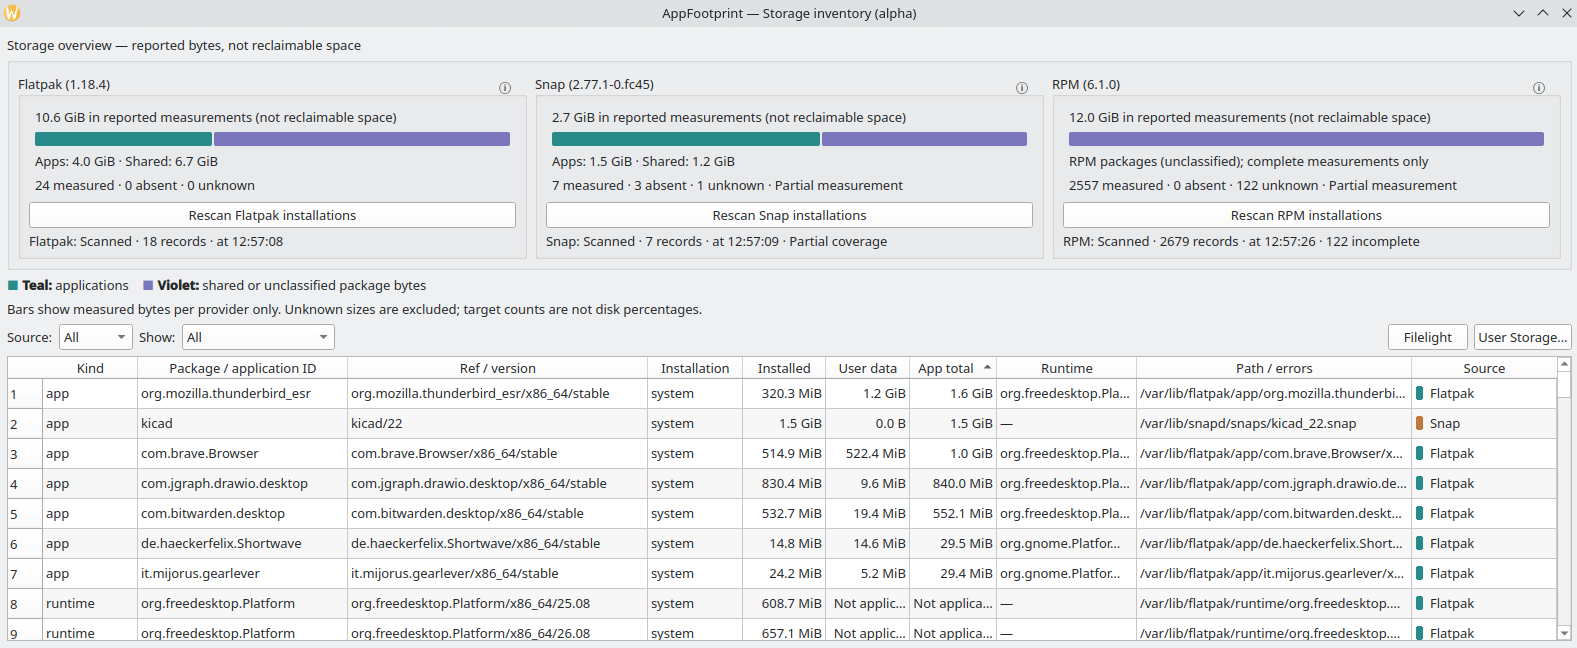 AppFootprint — Storage inventory (alpha)
Storage overview — reported bytes, not reclaimable space
Flatpak (1.18.4)
10.6 GiB in reported measurements (not reclaimable space)
Apps: 4.0 GiB · Shared: 6.7 GiB
24 measured · 0 absent · 0 unknown
Rescan Flatpak installations
Flatpak: Scanned · 18 records · at 12:57:08
Snap (2.77.1-0.fc45)
2.7 GiB in reported measurements (not reclaimable space)
Apps: 1.5 GiB · Shared: 1.2 GiB
7 measured · 3 absent · 1 unknown · Partial measurement
Rescan Snap installations
Snap: Scanned · 7 records · at 12:57:09 · Partial coverage
RPM (6.1.0)
12.0 GiB in reported measurements (not reclaimable space)
RPM packages (unclassified); complete measurements only
2557 measured · 0 absent · 122 unknown · Partial measurement
Rescan RPM installations
RPM: Scanned · 2679 records · at 12:57:26 · 122 incomplete
Teal: applications Violet: shared or unclassified package bytes
Bars show measured bytes per provider only. Unknown sizes are excluded; target counts are not disk percentages.
Source: All Show: All Filelight User Storage...
Kind Package / application ID Ref / version Installation Installed User data App total Runtime Path / errors Source
1 app org.mozilla.thunderbird_esr org.mozilla.thunderbird_esr/x86_64/stable system 320.3 MiB 1.2 GiB 1.6 GiB org.freedesktop.Pla... /var/lib/flatpak/app/org.mozilla.thunderbi... Flatpak
2 app kicad kicad/22 system 1.5 GiB 0.0 B 1.5 GiB — /var/lib/snapd/snaps/kicad_22.snap Snap
3 app com.brave.Browser com.brave.Browser/x86_64/stable system 514.9 MiB 522.4 MiB 1.0 GiB org.freedesktop.Pla... /var/lib/flatpak/app/com.brave.Browser/x... Flatpak
4 app com.jgraph.drawio.desktop com.jgraph.drawio.desktop/x86_64/stable system 830.4 MiB 9.6 MiB 840.0 MiB org.freedesktop.Pla... /var/lib/flatpak/app/com.jgraph.drawio.de... Flatpak
5 app com.bitwarden.desktop com.bitwarden.desktop/x86_64/stable system 532.7 MiB 19.4 MiB 552.1 MiB org.freedesktop.Pla... /var/lib/flatpak/app/com.bitwarden.deskt... Flatpak
6 app de.haeckerfelix.Shortwave de.haeckerfelix.Shortwave/x86_64/stable system 14.8 MiB 14.6 MiB 29.5 MiB org.gnome.Platfor... /var/lib/flatpak/app/de.haeckerfelix.Short... Flatpak
7 app it.mijorus.gearlever it.mijorus.gearlever/x86_64/stable system 24.2 MiB 5.2 MiB 29.4 MiB org.gnome.Platfor... /var/lib/flatpak/app/it.mijorus.gearlever/x... Flatpak
8 runtime org.freedesktop.Platform org.freedesktop.Platform/x86_64/25.08 system 608.7 MiB Not applic... Not applica... — /var/lib/flatpak/runtime/org.freedesktop.... Flatpak
9 runtime org.freedesktop.Platform org.freedesktop.Platform/x86_64/26.08 system 657.1 MiB Not applic... Not applica... — /var/lib/flatpak/runtime/org.freedesktop.... Flatpak